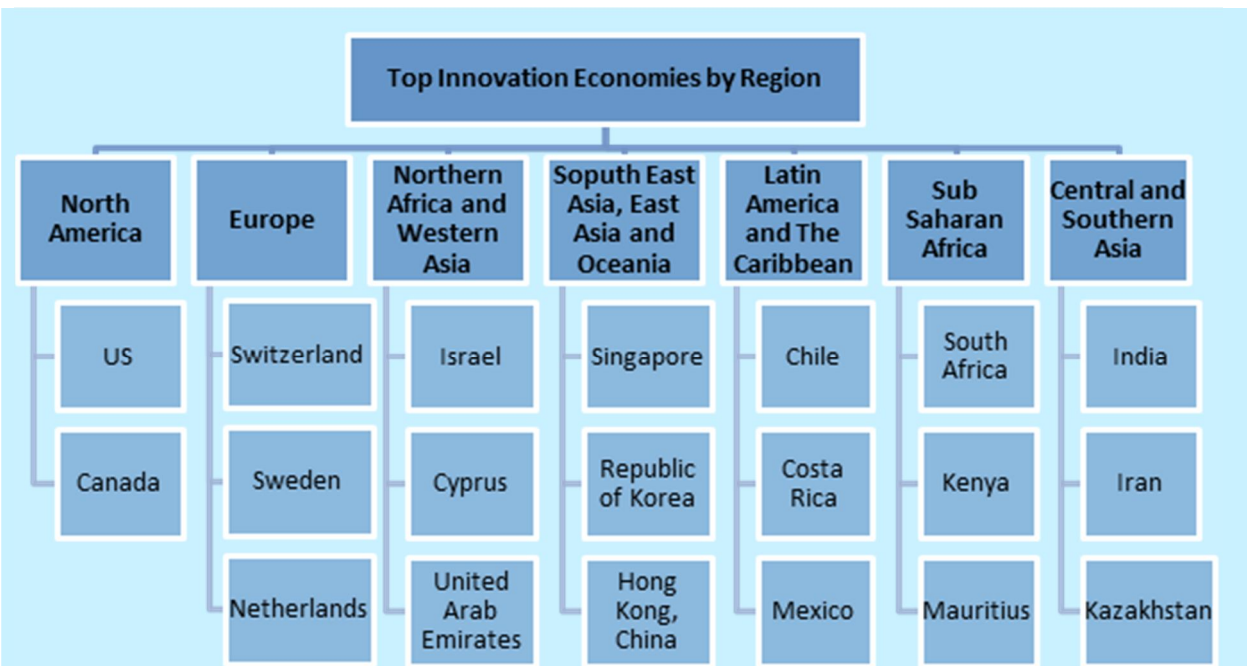 Top Innovation Economies by Region
North
America
Europe
Northern
Africa and
Western
Asia
Soputh East
Asia, East
Asia and
Oceania
Latin
America
and The
Caribbean
Sub
Saharan
Africa
Central and
Southern
Asia
US
Canada
Switzerland
Sweden
Netherlands
Israel
Cyprus
United
Arab
Emirates
Singapore
Republic
of Korea
Hong
Kong,
China
Chile
Costa
Rica
Mexico
South
Africa
Kenya
Mauritius
India
Iran
Kazakhstan